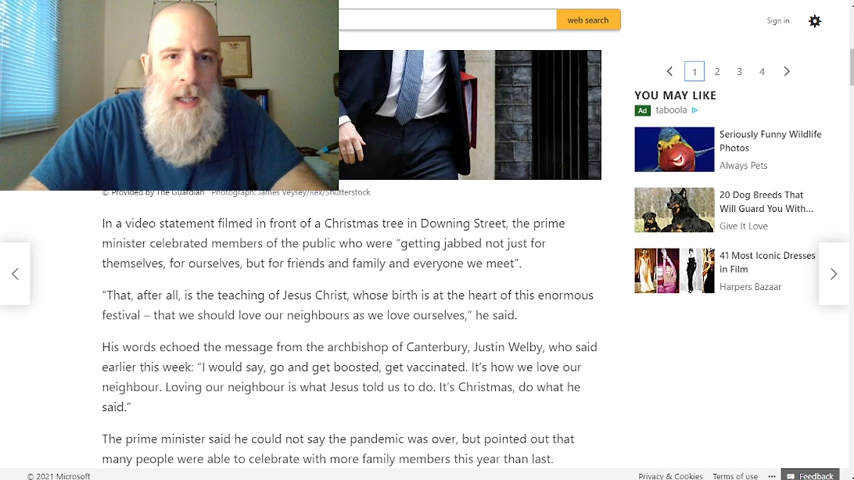 web search
Sign in
1 2 3 4
YOU MAY LIKE
Ad taboola
Seriously Funny Wildlife
Photos
Always Pets
20 Dog Breeds That
Will Guard You With...
Give It Love
41 Most Iconic Dresses
in Film
Harpers Bazaar
© Provided by The Guardian Photograph: James Veysey/Rex/Shutterstock
In a video statement filmed in front of a Christmas tree in Downing Street, the prime
minister celebrated members of the public who were “getting jabbed not just for
themselves, for ourselves, but for friends and family and everyone we meet”.
“That, after all, is the teaching of Jesus Christ, whose birth is at the heart of this enormous
festival – that we should love our neighbours as we love ourselves,” he said.
His words echoed the message from the archbishop of Canterbury, Justin Welby, who said
earlier this week: “I would say, go and get boosted, get vaccinated. It’s how we love our
neighbour. Loving our neighbour is what Jesus told us to do. It’s Christmas, do what he
said.”
The prime minister said he could not say the pandemic was over, but pointed out that
many people were able to celebrate with more family members this year than last.
© 2021 Microsoft
Privacy & Cookies Terms of use ... Feedback